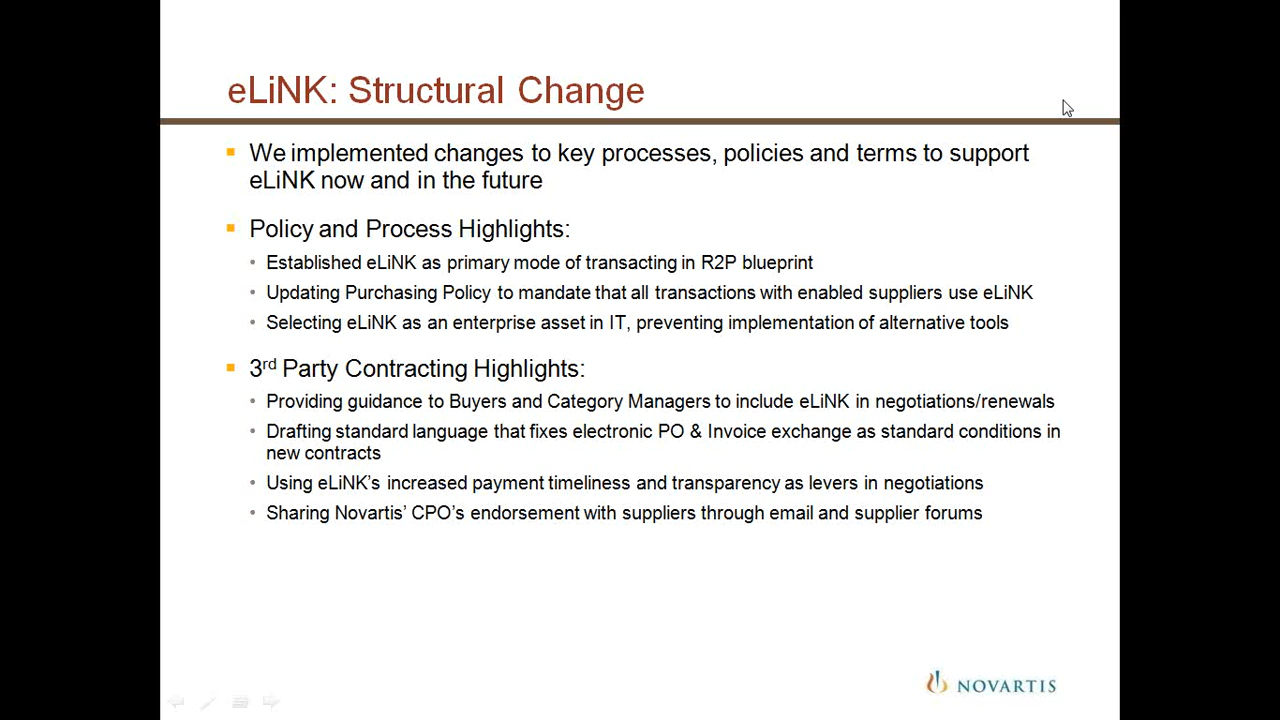 eLiNK: Structural Change
We implemented changes to key processes, policies and terms to support
eLiNK now and in the future
Policy and Process Highlights:
Established eLiNK as primary mode of transacting in R2P blueprint
Updating Purchasing Policy to mandate that all transactions with enabled suppliers use eLiNK
Selecting eLiNK as an enterprise asset in IT, preventing implementation of alternative tools
3rd Party Contracting Highlights:
Providing guidance to Buyers and Category Managers to include eLiNK in negotiations/renewals
Drafting standard language that fixes electronic PO & Invoice exchange as standard conditions in
new contracts
Using eLiNK’s increased payment timeliness and transparency as levers in negotiations
Sharing Novartis’ CPO’s endorsement with suppliers through email and supplier forums
NOVARTIS